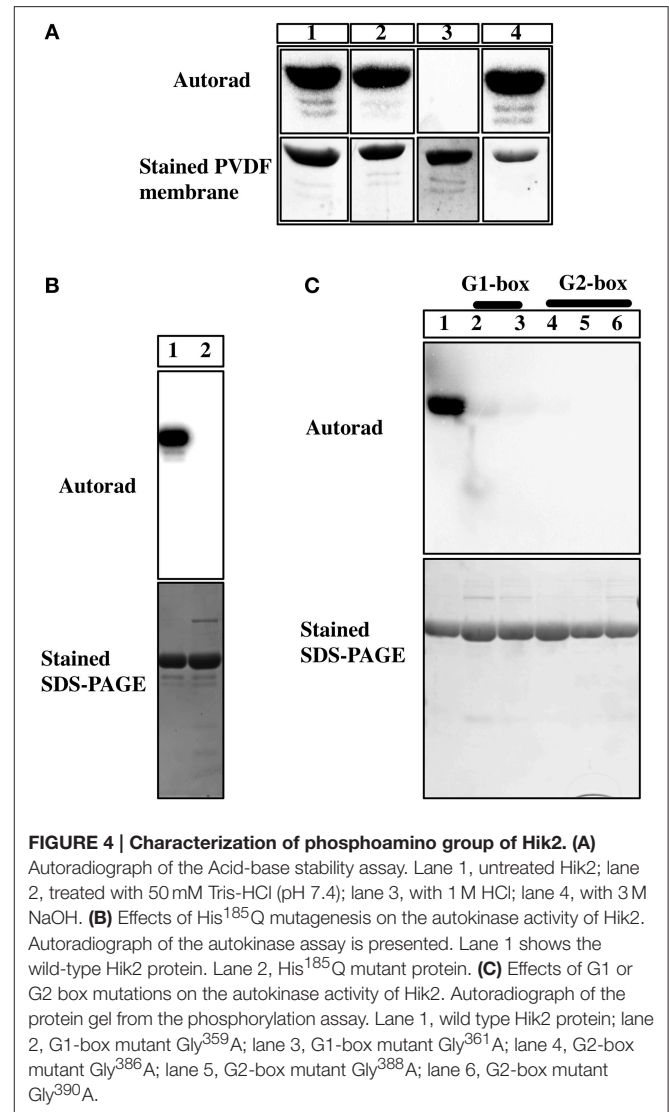 A
1 2 3 4
Autorad
Stained PVDF
membrane
B
1 2
Autorad
Stained
SDS-PAGE
C
G1-box G2-box
1 2 3 4 5 6
Autorad
Stained
SDS-PAGE
FIGURE 4 | Characterization of phosphoamino group of Hik2. (A)
Autoradiograph of the Acid-base stability assay. Lane 1, untreated Hik2; lane
2, treated with 50 mM Tris-HCl (pH 7.4); lane 3, with 1 M HCl; lane 4, with 3 M
NaOH. (B) Effects of His185Q mutagenesis on the autokinase activity of Hik2.
Autoradiograph of the autokinase assay is presented. Lane 1 shows the
wild-type Hik2 protein. Lane 2, His185Q mutant protein. (C) Effects of G1 or
G2 box mutations on the autokinase activity of Hik2. Autoradiograph of the
protein gel from the phosphorylation assay. Lane 1, wild type Hik2 protein; lane
2, G1-box mutant Gly359A; lane 3, G1-box mutant Gly361A; lane 4, G2-box
mutant Gly386A; lane 5, G2-box mutant Gly388A; lane 6, G2-box mutant
Gly390A.